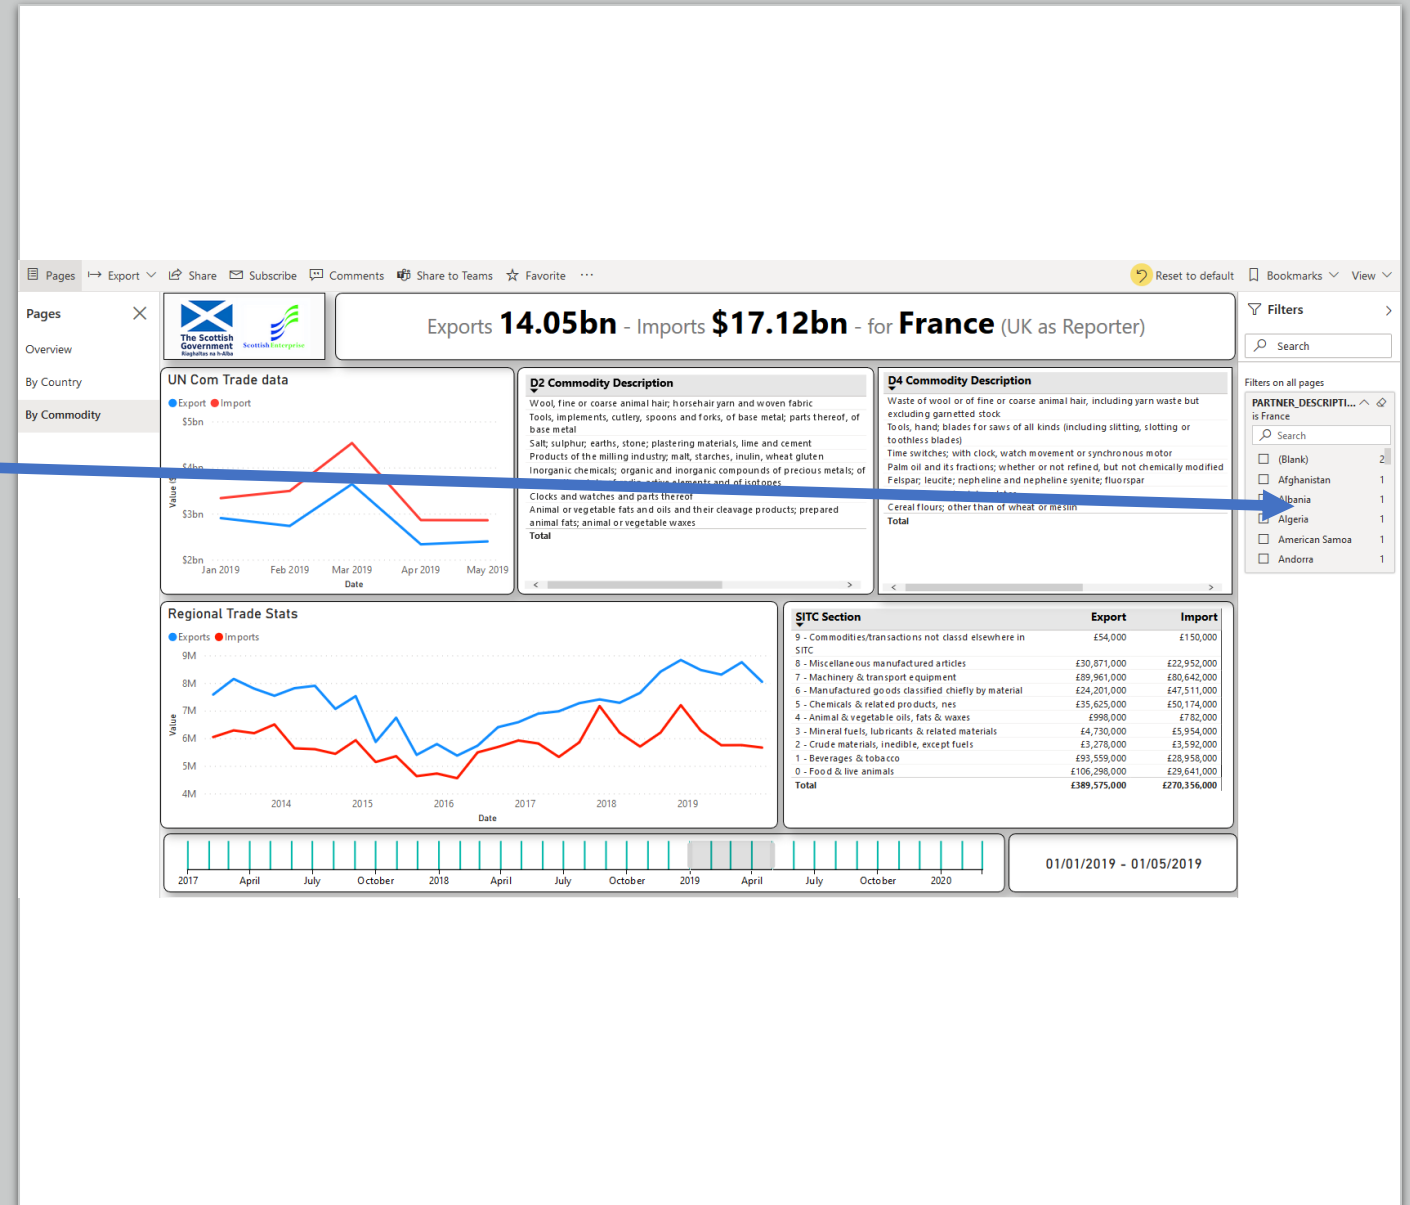 Pages
Export
Share
Subscribe
Comments
Share to Teams
Favorite
Reset to default
Bookmarks
View
Pages
Overview
By Country
By Commodity
The Scottish
Government
Riaghaltas na h-Alba
Scottish Enterprise
Exports 14.05bn - Imports $17.12bn - for France (UK as Reporter)
Filters
Search
Filters on all pages
PARTNER_DESCRIPTI...
is France
Search
(Blank) 2
Afghanistan 1
Albania 1
Algeria 1
American Samoa 1
Andorra 1
UN Com Trade data
Export Import
$5bn
$4bn
$3bn
$2bn
Value ($
Jan 2019 Feb 2019 Mar 2019 Apr 2019 May 2019
Date
D2 Commodity Description
Wool, fine or coarse animal hair; horsehair yarn and woven fabric
Tools, implements, cutlery, spoons and forks, of base metal; parts thereof, of
base metal
Salt; sulphur; earths, stone; plastering materials, lime and cement
Products of the milling industry; malt, starches, inulin, wheat gluten
Inorganic chemicals; organic and inorganic compounds of precious metals; of
elements and of isotopes
Clocks and watches and parts thereof
Animal or vegetable fats and oils and their cleavage products; prepared
animal fats; animal or vegetable waxes
Total
D4 Commodity Description
Waste of wool or of fine or coarse animal hair, including yarn waste but
excluding garnetted stock
Tools, hand; blades for saws of all kinds (including slitting, slotting or
toothless blades)
Time switches; with clock, watch movement or synchronous motor
Palm oil and its fractions; whether or not refined, but not chemically modified
Felspar; leucite; nepheline and nepheline syenite; fluorspar
Cereal flours; other than of wheat or meslin
Total
Regional Trade Stats
Exports Imports
9M
8M
7M
6M
5M
4M
Value
2014 2015 2016 2017 2018 2019
Date
SITC Section Export Import
9 - Commodities/transactions not classd elsewhere in £54,000 £150,000
SITC
8 - Miscellaneous manufactured articles £30,871,000 £22,952,000
7 - Machinery & transport equipment £89,961,000 £80,642,000
6 - Manufactured goods classified chiefly by material £24,201,000 £47,511,000
5 - Chemicals & related products, nes £35,625,000 £50,174,000
4 - Animal & vegetable oils, fats & waxes £998,000 £782,000
3 - Mineral fuels, lubricants & related materials £4,730,000 £5,954,000
2 - Crude materials, inedible, except fuels £3,278,000 £3,592,000
1 - Beverages & tobacco £93,559,000 £28,958,000
0 - Food & live animals £106,298,000 £29,641,000
Total £389,575,000 £270,356,000
2017 April July October 2018 April July October 2019 April July October 2020
01/01/2019 - 01/05/2019